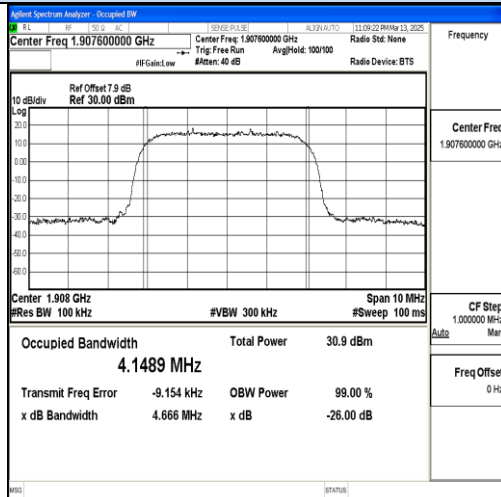 Agilent Spectrum Analyzer - Occupied BW
RL RF 50 Ω AC SENSE:PULSE ALIGN AUTO 11:09:22 PM Mar 13, 2025
Center Freq 1.907600000 GHz
Center Freq: 1.907600000 GHz
Radio Std: None
Trig: Free Run Avg|Hold: 100/100
#IFGain:Low #Atten: 40 dB Radio Device: BTS
Frequency
Ref Offset 7.9 dB
10 dB/div Ref 30.00 dBm
Log
20.0
10.0
0.00
-10.0
-20.0
-30.0
-40.0
-50.0
-60.0
Center Freq
1.907600000 GHz
Center 1.908 GHz Span 10 MHz
#Res BW 100 kHz #VBW 300 kHz #Sweep 100 ms
CF Step
1.000000 MHz
Auto Man
Occupied Bandwidth Total Power 30.9 dBm
4.1489 MHz
Transmit Freq Error -9.154 kHz OBW Power 99.00 %
x dB Bandwidth 4.666 MHz x dB -26.00 dB
Freq Offset
0 Hz
MSG STATUS